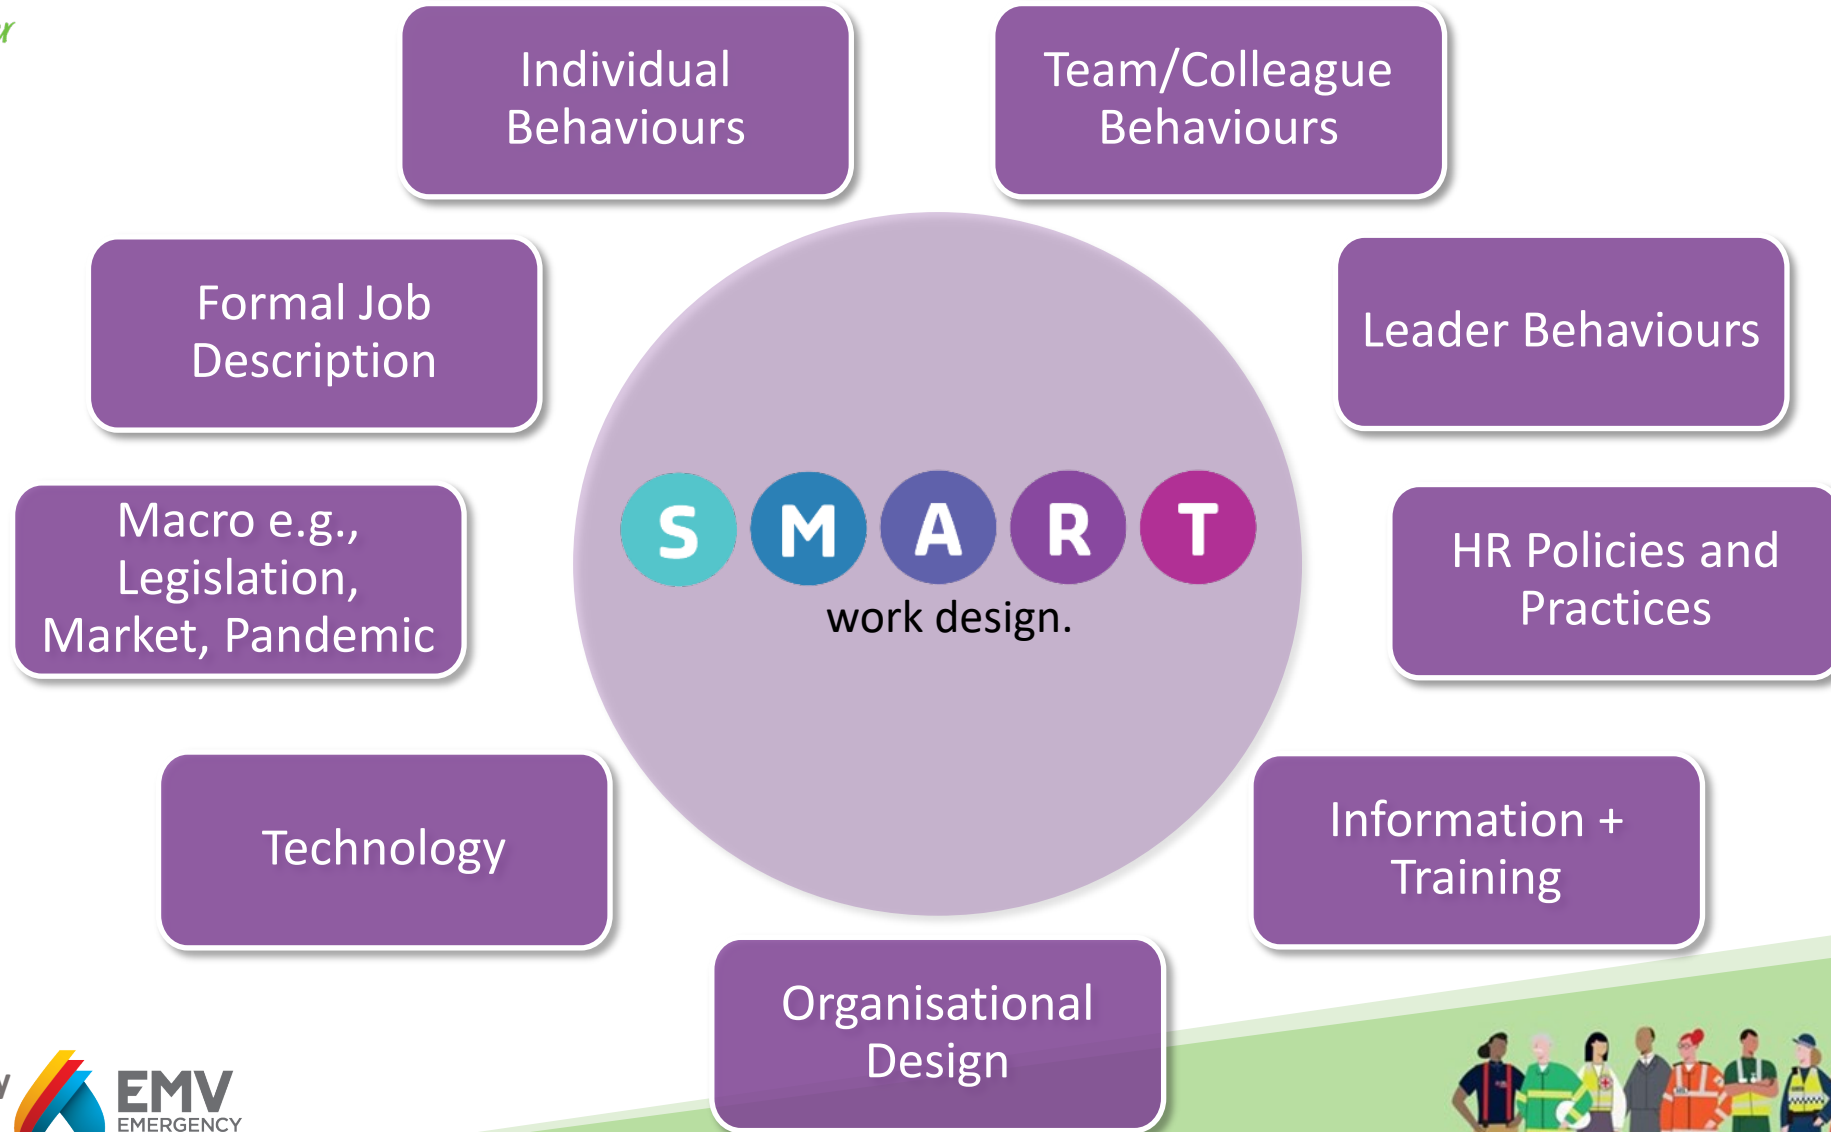 Individual
Behaviours
Team/Colleague
Behaviours
Formal Job
Description
Leader Behaviours
Macro e.g.,
Legislation,
Market, Pandemic
SMART
work design.
HR Policies and
Practices
Technology
Information +
Training
Organisational
Design
EMV
EMERGENCY